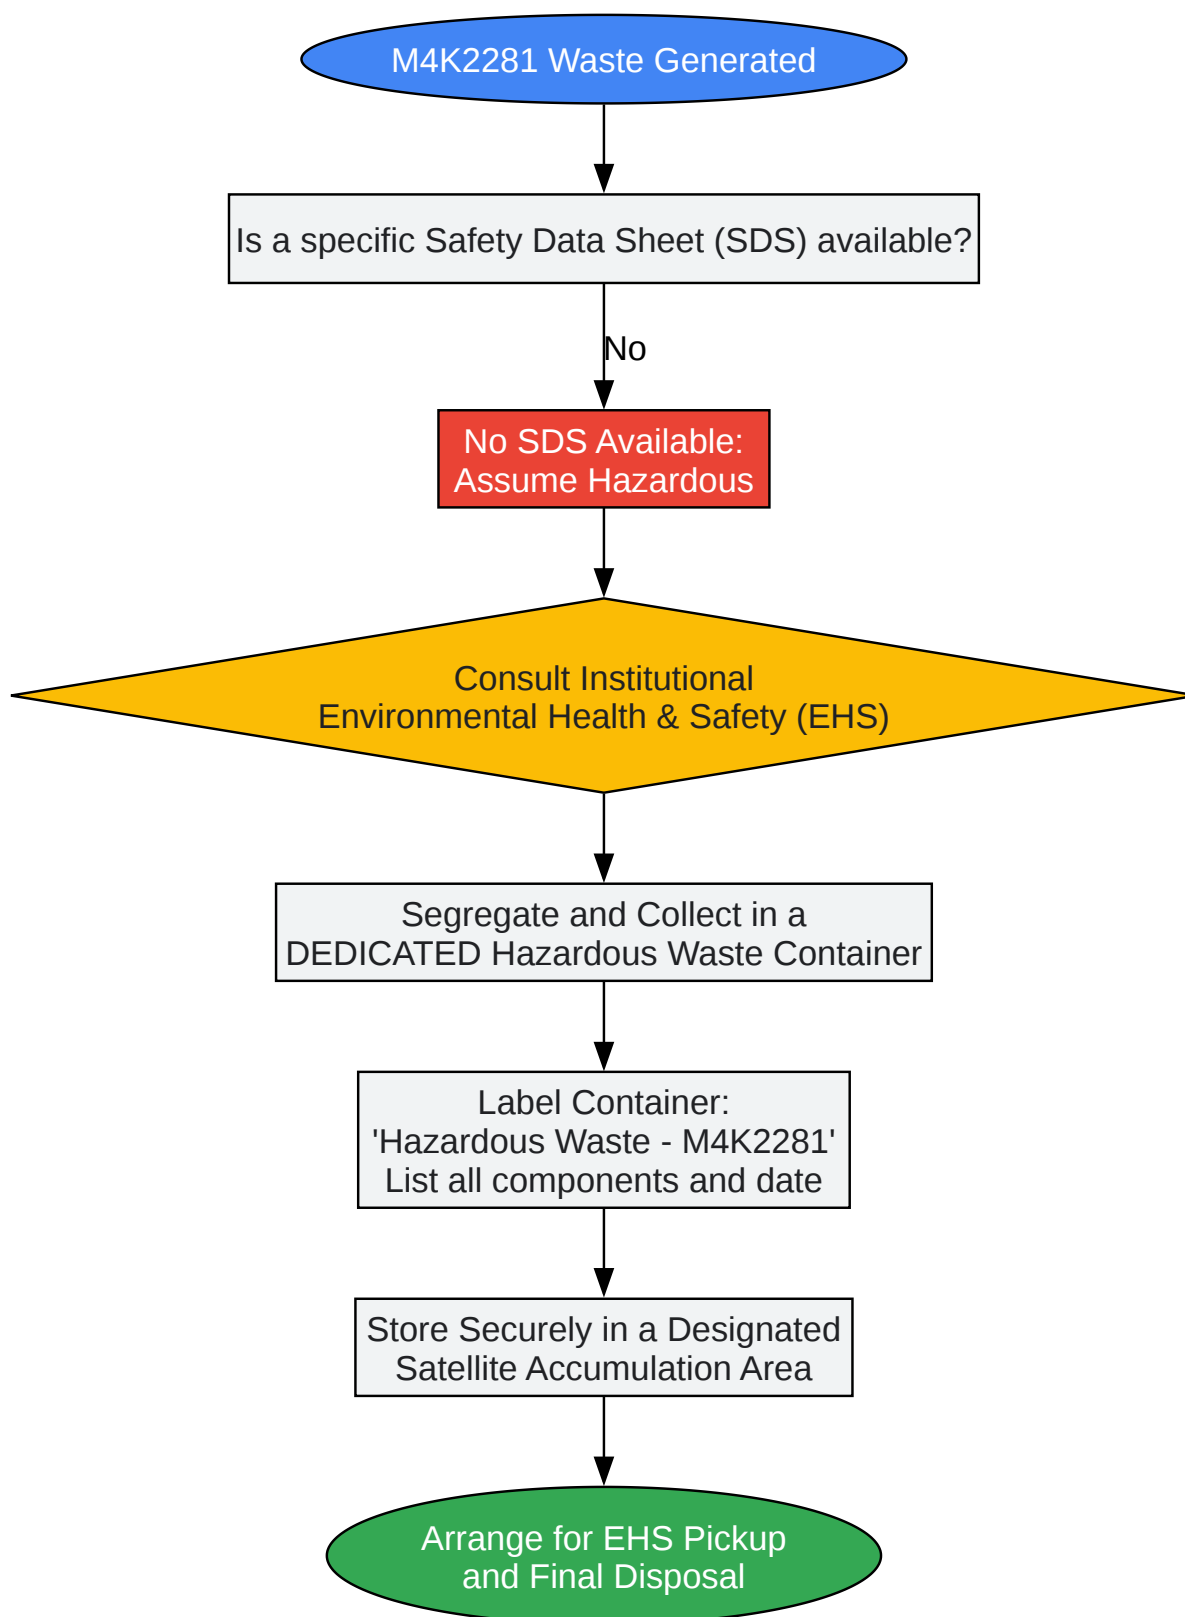 M4K2281 Waste Generated
Is a specific Safety Data Sheet (SDS) available?
No
No SDS Available:
Assume Hazardous
Consult Institutional
Environmental Health & Safety (EHS)
Segregate and Collect in a
DEDICATED Hazardous Waste Container
Label Container:
'Hazardous Waste - M4K2281'
List all components and date
Store Securely in a Designated
Satellite Accumulation Area
Arrange for EHS Pickup
and Final Disposal